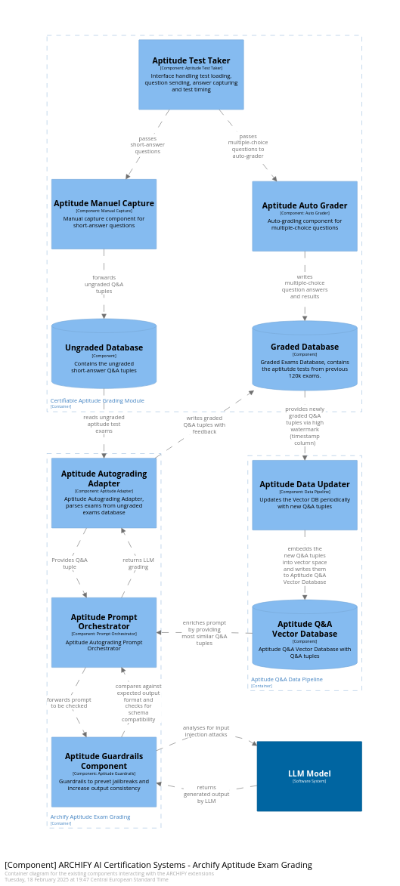 Aptitude Test Taker
[Component: Aptitude Test Taker]
Interface handling test loading,
question sending, answer capturing
and test timing
passes
short-answer
questions
passes
multiple-choice
questions to
auto-grader
Aptitude Manuel Capture
[Component: Manual Capture]
Manual capture component for
short-answer questions
Aptitude Auto Grader
[Component: Auto Grader]
Auto-grading component for
multiple-choice questions
forwards
ungraded Q&A
tuples
writes
multiple-choice
question answers
and results
Ungraded Database
[Component]
Contains the ungraded
short-answer Q&A tuples
Graded Database
[Component]
Graded Exams Database, contains
the aptitutde tests from previous
120k exams.
Certifiable Aptitude Grading Module
[Container]
reads ungraded
aptitude test
exams
writes graded
Q&A tuples with
feedback
provides newly
graded Q&A
tuples via high
watermark
(timestamp
column)
Aptitude Autograding
Adapter
[Component: Aptitude Adapter]
Aptitude Autograding Adapter,
parses exams from ungraded
exams database
Aptitude Data Updater
[Component: Data Pipeline]
Updates the Vector DB periodically
with new Q&A tuples
Provides Q&A
tuple
returns LLM
grading
embedds the
new Q&A tuples
into vector space
and writes them
to Aptitude Q&A
Vector Database
Aptitude Prompt
Orchestrator
[Component: Prompt Orchestrator]
Aptitude Autograding Prompt
Orchestrator
enriches prompt
by providing
most similar Q&A
tuples
Aptitude Q&A
Vector Database
[Component]
Aptitude Q&A Vector Database with
Q&A tuples
Aptitude Q&A Data Pipeline
[Container]
forwards prompt
to be checked
compares against
expected output
format and
checks for
schema
compatibility
analyses for input
injection attacks
Aptitude Guardrails
Component
[Component: Aptitude Guardrails]
Guardrails to prevet jailbreaks and
increase output consistency
LLM Model
[Software System]
returns
generated output
by LLM
Archify Aptitude Exam Grading
[Container]
[Component] ARCHIFY AI Certification Systems - Archify Aptitude Exam Grading
Container diagram for the existing components interacting with the ARCHIFY extensions
Tuesday, 18 February 2025 at 19:47 Central European Standard Time